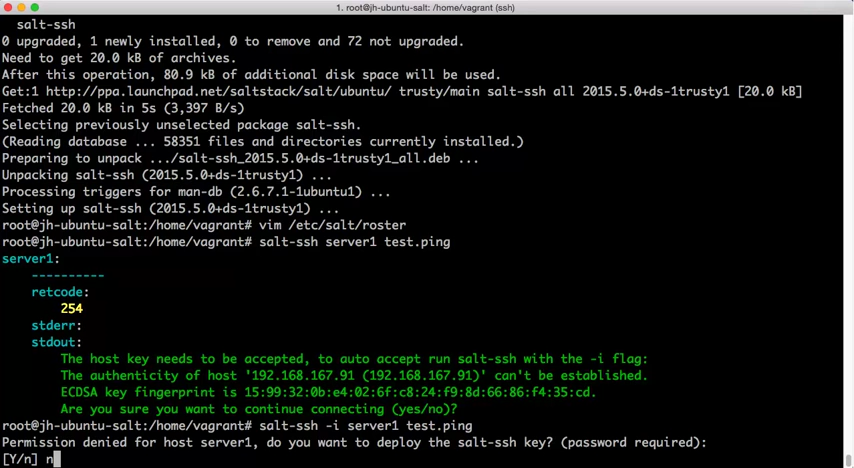 1. root@jh-ubuntu-salt: /home/vagrant (ssh)
salt-ssh
0 upgraded, 1 newly installed, 0 to remove and 72 not upgraded.
Need to get 20.0 kB of archives.
After this operation, 80.9 kB of additional disk space will be used.
Get:1 http://ppa.launchpad.net/saltstack/salt/ubuntu/ trusty/main salt-ssh all 2015.5.0+ds-1trusty1 [20.0 kB]
Fetched 20.0 kB in 5s (3,397 B/s)
Selecting previously unselected package salt-ssh.
(Reading database ... 58351 files and directories currently installed.)
Preparing to unpack .../salt-ssh_2015.5.0+ds-1trusty1_all.deb ...
Unpacking salt-ssh (2015.5.0+ds-1trusty1) ...
Processing triggers for man-db (2.6.7.1-1ubuntu1) ...
Setting up salt-ssh (2015.5.0+ds-1trusty1) ...
root@jh-ubuntu-salt:/home/vagrant# vim /etc/salt/roster
root@jh-ubuntu-salt:/home/vagrant# salt-ssh server1 test.ping
server1:
----------
retcode:
254
stderr:
stdout:
The host key needs to be accepted, to auto accept run salt-ssh with the -i flag:
The authenticity of host '192.168.167.91 (192.168.167.91)' can't be established.
ECDSA key fingerprint is 15:99:32:0b:e4:02:6f:c8:24:f9:8d:66:86:f4:35:cd.
Are you sure you want to continue connecting (yes/no)?
root@jh-ubuntu-salt:/home/vagrant# salt-ssh -i server1 test.ping
Permission denied for host server1, do you want to deploy the salt-ssh key? (password required):
[Y/n] n